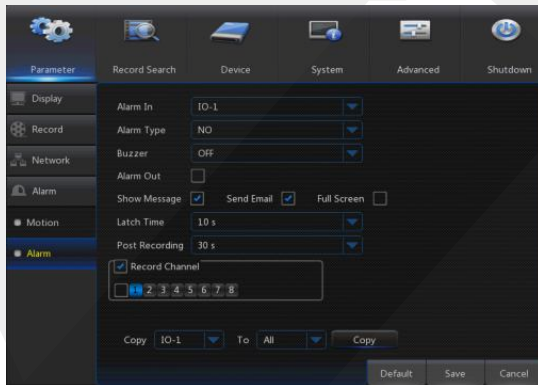 Parameter Record Search Device System Advanced Shutdown
Display
Record
Network
Alarm
Motion
Alarm
Alarm In IO-1
Alarm Type NO
Buzzer OFF
Alarm Out
Show Message Send Email Full Screen
Latch Time 10 s
Post Recording 30 s
Record Channel
1 2 3 4 5 6 7 8
Copy IO-1 To All Copy
Default Save Cancel